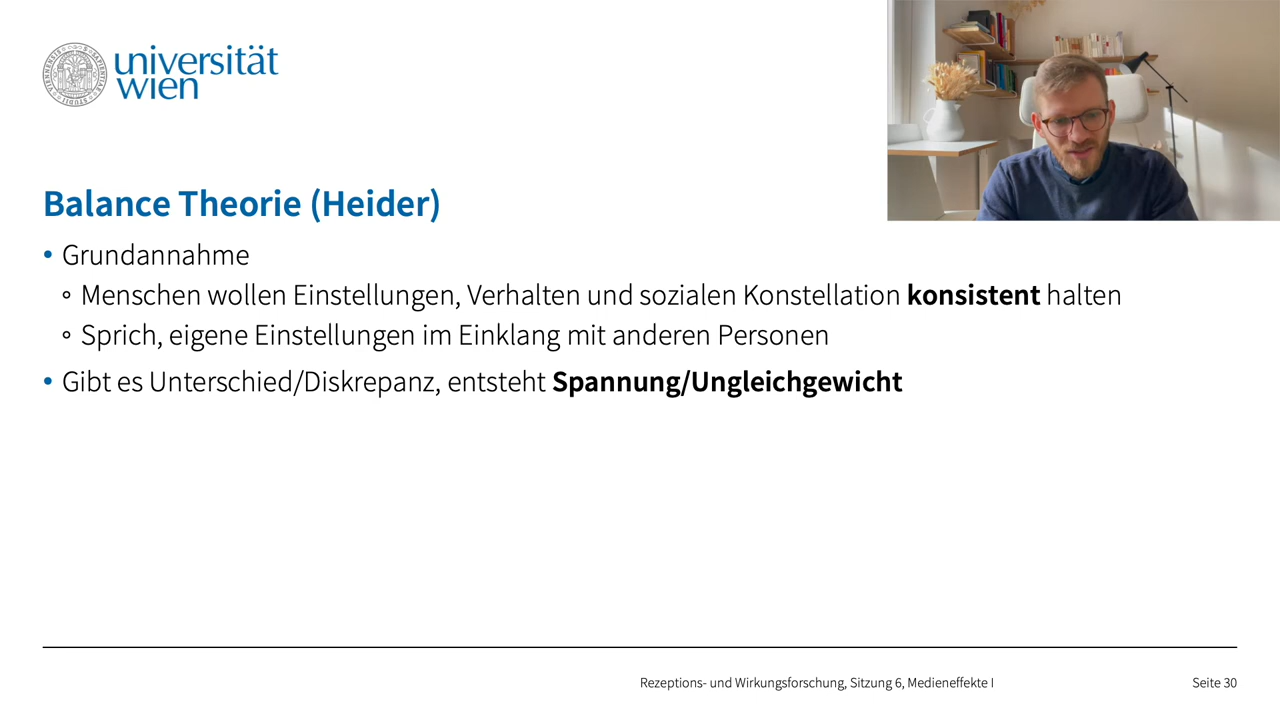 universität
wien
Balance Theorie (Heider)
• Grundannahme
◦ Menschen wollen Einstellungen, Verhalten und sozialen Konstellation konsistent halten
◦ Sprich, eigene Einstellungen im Einklang mit anderen Personen
• Gibt es Unterschied/Diskrepanz, entsteht Spannung/Ungleichgewicht
Rezeptions- und Wirkungsforschung, Sitzung 6, Medieneffekte I
Seite 30